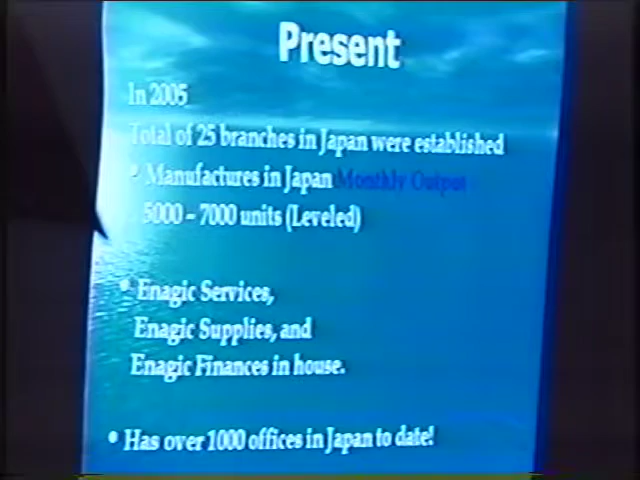 Present
In 2005
Total of 25 branches in Japan were established
• Manufactures in Japan Monthly Output
5000 – 7000 units (Leveled)
• Enagic Services,
Enagic Supplies, and
Enagic Finances in house.
• Has over 1000 offices in Japan to date!